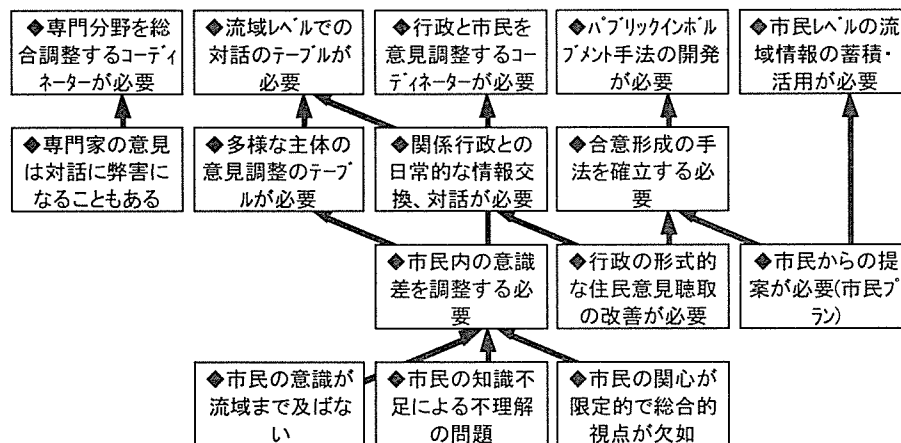 ◆専門分野を総
合調整するコーディ
ネーターが必要
◆流域レベルでの
対話のテーブルが
必要
◆行政と市民を
意見調整するコー
ディネーターが必要
◆パブリックインボル
ブメント手法の開発
が必要
◆市民レベルの流
域情報の蓄積・
活用が必要
◆専門家の意見
は対話に弊害に
なることもある
◆多様な主体の
意見調整のテーブ
ルが必要
◆関係行政との
日常的な情報交
換、対話が必要
◆合意形成の手
法を確立する必
要
◆市民内の意識
差を調整する必
要
◆行政の形式的
な住民意見聴取
の改善が必要
◆市民からの提
案が必要(市民プ
ラン)
◆市民の意識が
流域まで及ばな
い
◆市民の知識不
足による不理解
の問題
◆市民の関心が
限定的で総合的
視点が欠如